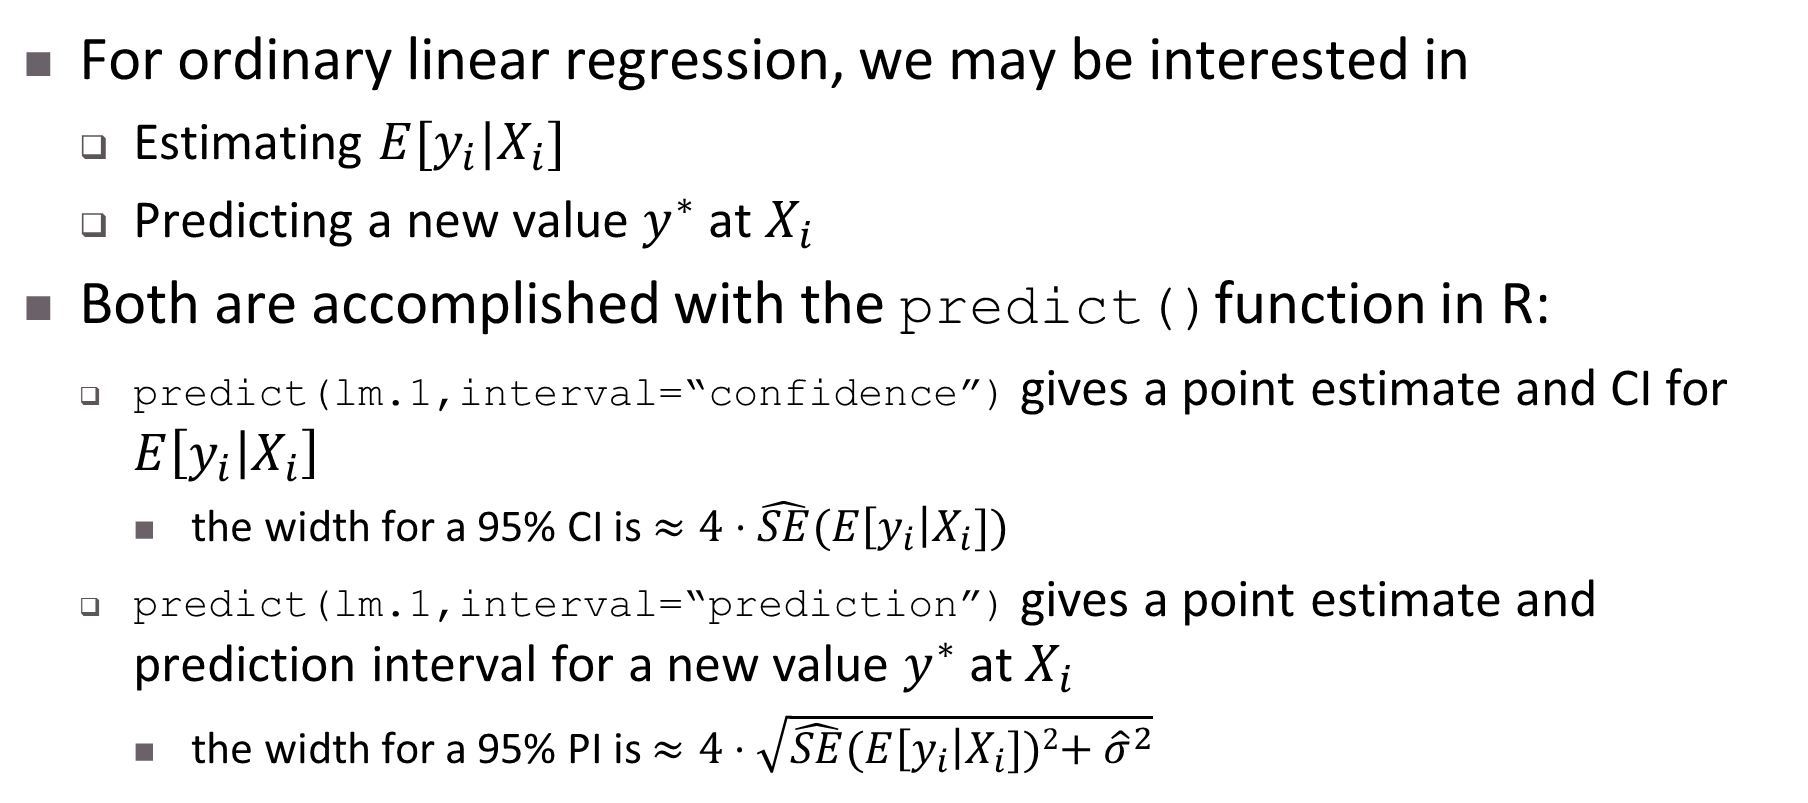 ■ For ordinary linear regression, we may be interested in
❑ Estimating E[yᵢ|Xᵢ]
❑ Predicting a new value y* at Xᵢ
■ Both are accomplished with the predict() function in R:
❑ predict(lm.1,interval=“confidence”) gives a point estimate and CI for
E[yᵢ|Xᵢ]
■ the width for a 95% CI is ≈ 4 · \widehat{SE}(E[yᵢ|Xᵢ])
❑ predict(lm.1,interval=“prediction”) gives a point estimate and
prediction interval for a new value y* at Xᵢ
■ the width for a 95% PI is ≈ 4 · \sqrt{\widehat{SE}(E[yᵢ|Xᵢ])² + \hat{σ}²}